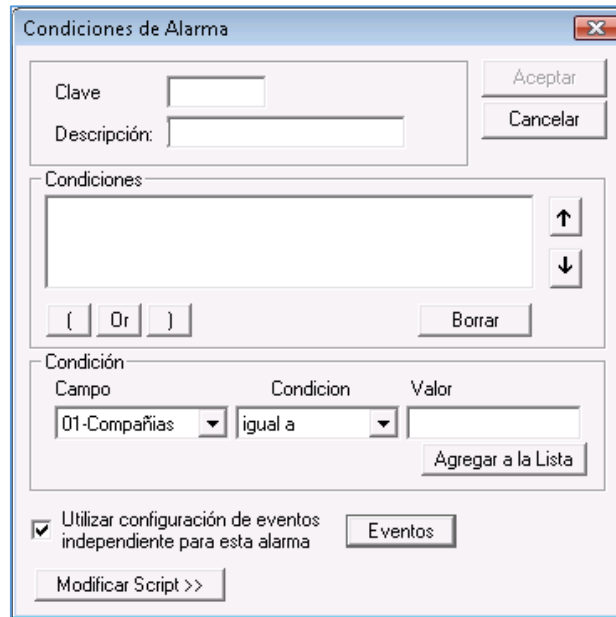 Condiciones de Alarma
Clave
Aceptar
Descripción:
Cancelar
Condiciones
( Or ) Borrar
Condición
Campo Condicion Valor
01-Compañias igual a
Agregar a la Lista
Utilizar configuración de eventos
independiente para esta alarma
Eventos
Modificar Script >>